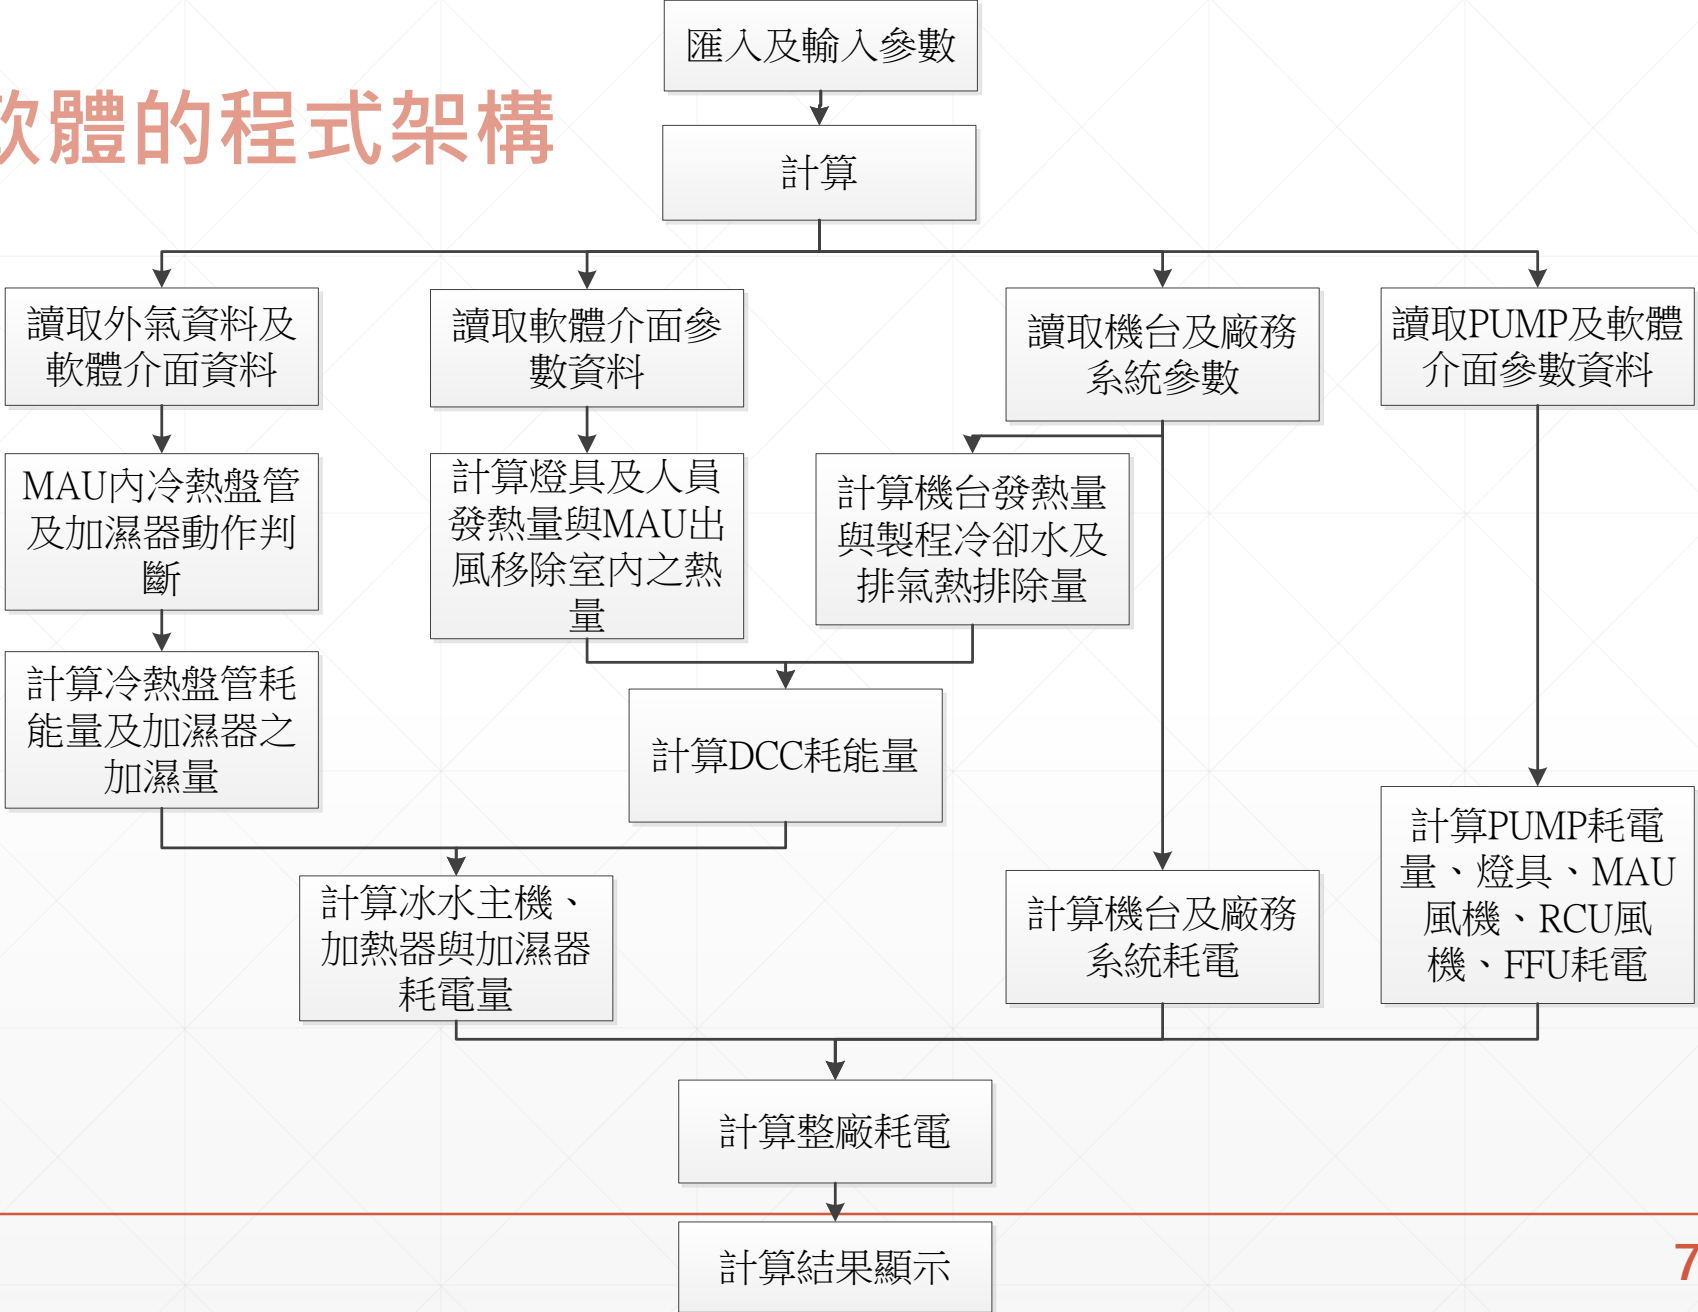 匯入及輸入參數
軟體的程式架構
計算
讀取外氣資料及
軟體介面資料
讀取軟體介面參
數資料
讀取機台及廠務
系統參數
讀取PUMP及軟體
介面參數資料
MAU內冷熱盤管
及加濕器動作判
斷
計算燈具及人員
發熱量與MAU出
風移除室內之熱
量
計算機台發熱量
與製程冷卻水及
排氣熱排除量
計算冷熱盤管耗
能量及加濕器之
加濕量
計算DCC耗能量
計算冰水主機、
加熱器與加濕器
耗電量
計算機台及廠務
系統耗電
計算PUMP耗電
量、燈具、MAU
風機、RCU風
機、FFU耗電
計算整廠耗電
計算結果顯示
7